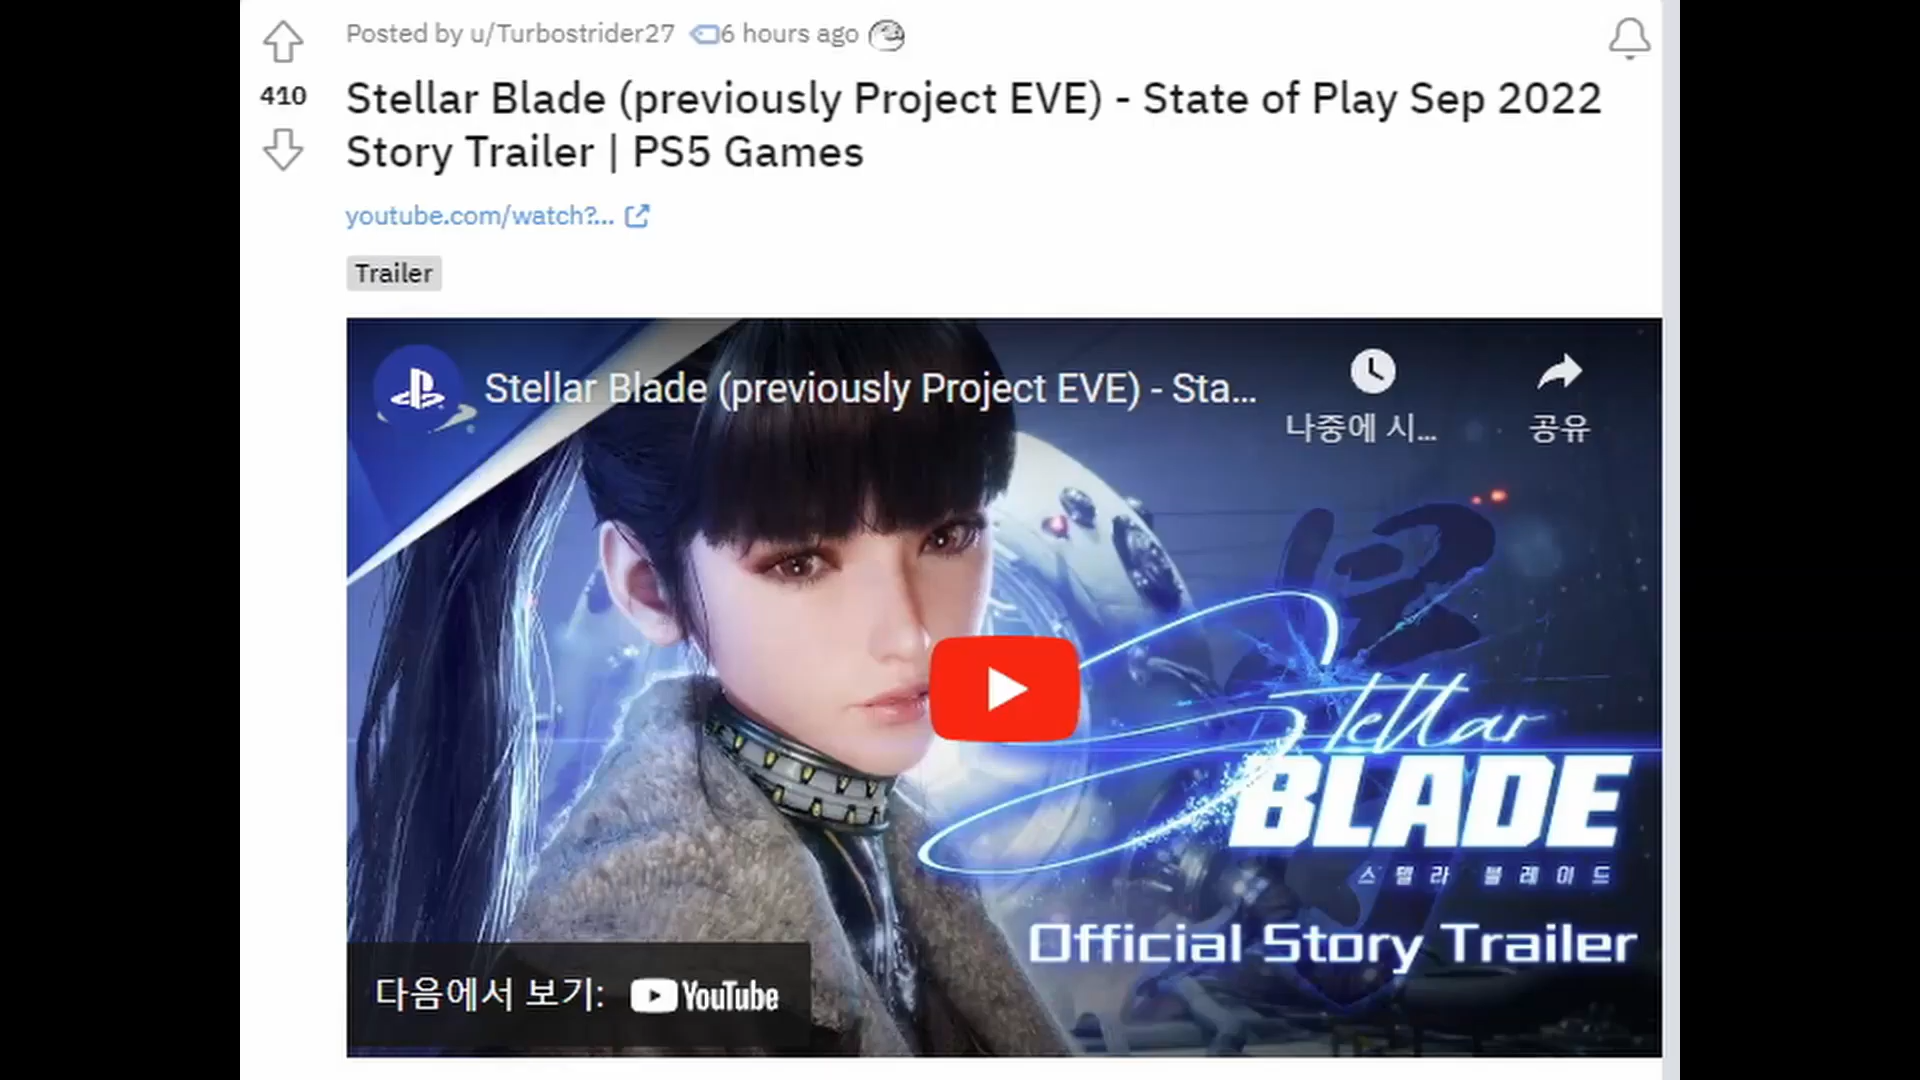 Posted by u/Turbostrider27 6 hours ago
410
Stellar Blade (previously Project EVE) - State of Play Sep 2022
Story Trailer | PS5 Games
youtube.com/watch?...
Trailer
Stellar Blade (previously Project EVE) - Sta...
나중에 시...
공유
Stellar
BLADE
스텔라 블레이드
Official Story Trailer
다음에서 보기: YouTube